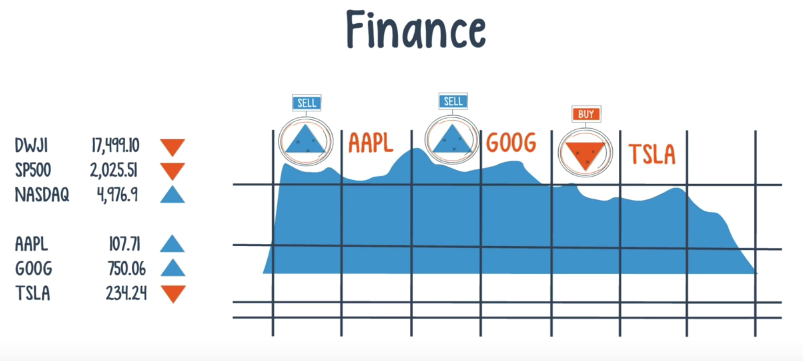 Finance
SELL
SELL
BUY
AAPL
GOOG
TSLA
DWJI 17,499.10
SP500 2,025.51
NASDAQ 4,976.9
AAPL 107.71
GOOG 750.06
TSLA 234.24